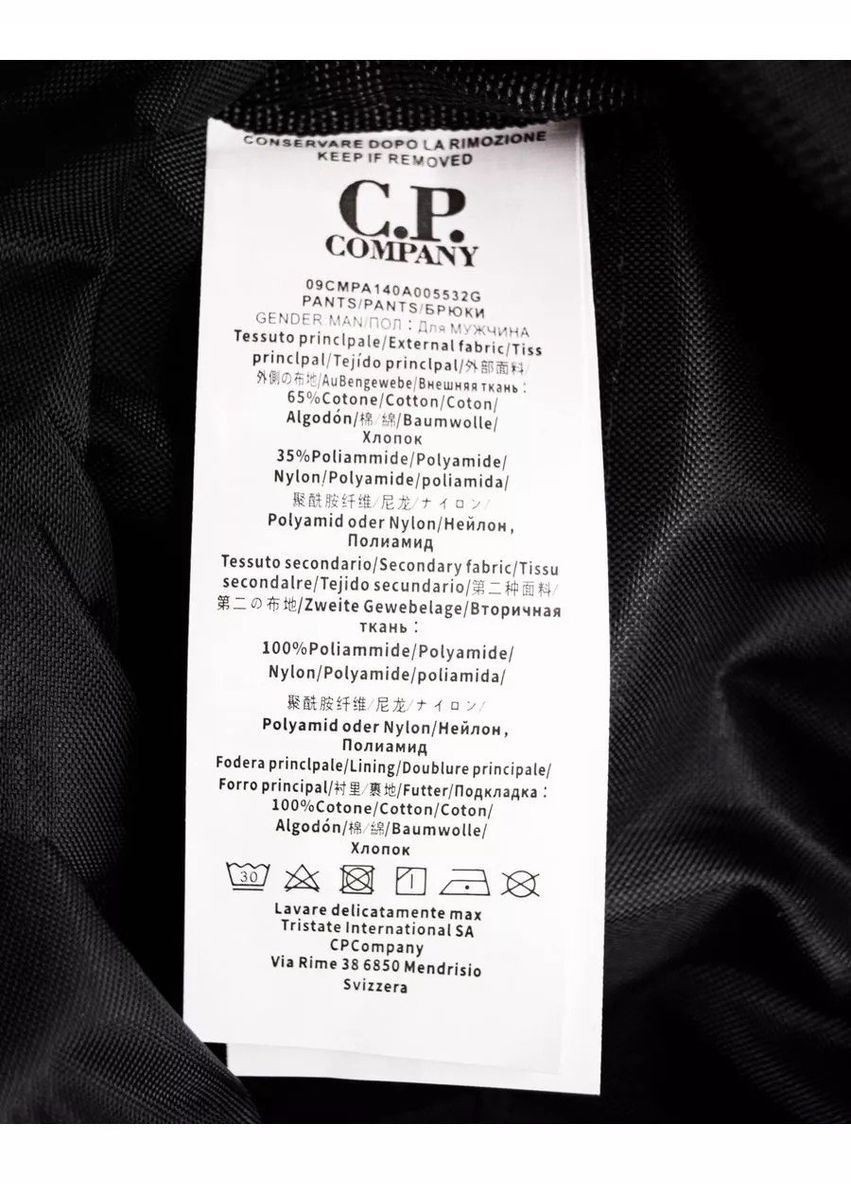 CONSERVARE DOPO LA RIMOZIONE
KEEP IF REMOVED
C.P.
COMPANY
09CMPA140A005532G
PANTS/PANTS/БРЮКИ
GENDER MAN/ПОЛ：Для МУЖЧИНА
Tessuto princlpale/External fabric/Tiss
princlpal/Tejído princlpal/外部面料/
外側の布地/AuBengewebe/Внешняя ткань：
65%Cotone/Cotton/Coton/
Algodón/棉/綿/Baumwolle/
Хлопок
35%Poliammide/Polyamide/
Nylon/Polyamide/poliamida/
聚酰胺纤维/尼龙/ナイロン/
Polyamid oder Nylon/Нейлон,
Полиамид
Tessuto secondario/Secondary fabric/Tissu
secondalre/Tejido secundario/第二种面料/
第二の布地/Zweite Gewebelage/Вторичная
ткань：
100%Poliammide/Polyamide/
Nylon/Polyamide/poliamida/
聚酰胺纤维/尼龙/ナイロン/
Polyamid oder Nylon/Нейлон,
Полиамид
Fodera princlpale/Lining/Doublure principale/
Forro principal/衬里/裏地/Futter/Подкладка：
100%Cotone/Cotton/Coton/
Algodón/棉/綿/Baumwolle/
Хлопок
30
Lavare delicatamente max
Tristate International SA
CPCompany
Via Rime 38 6850 Mendrisio
Svizzera